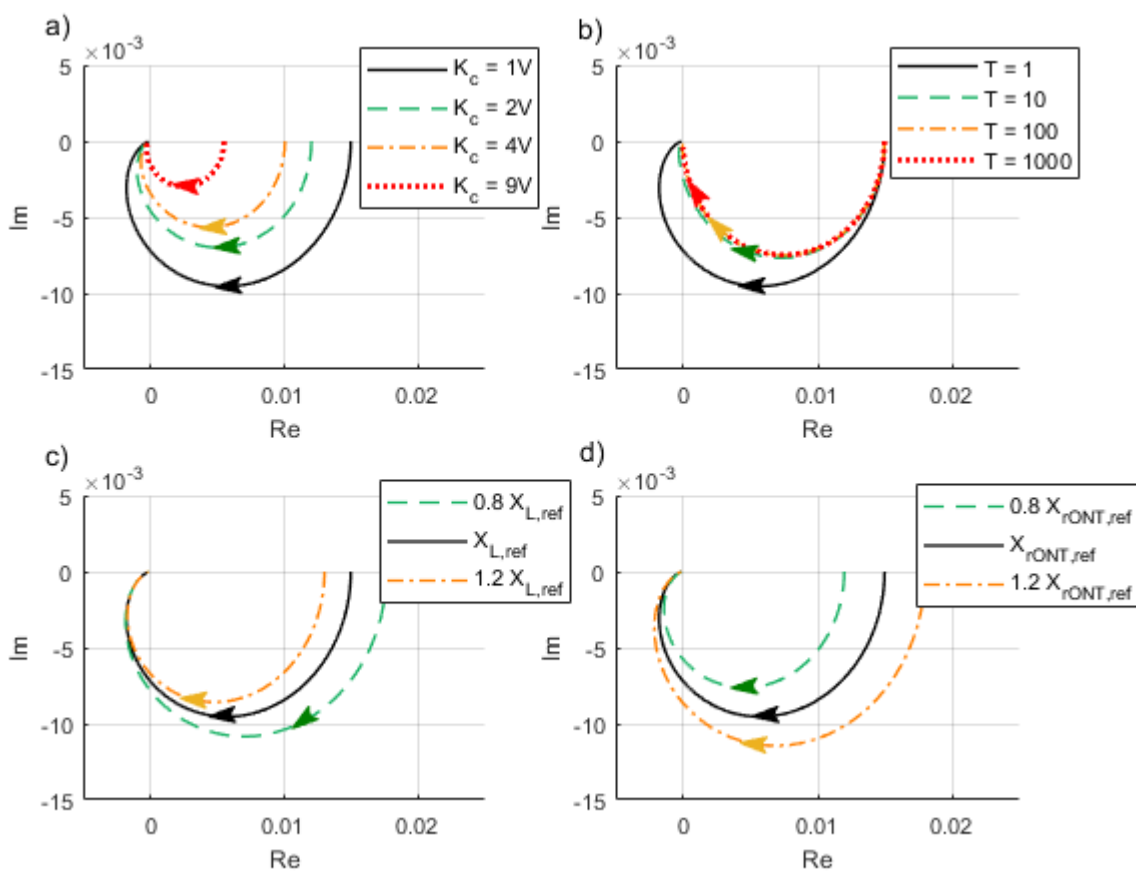 a)
×10⁻³
5
0
-5
-10
-15
Im
0
0.01
0.02
Re
K_c = 1V
K_c = 2V
K_c = 4V
K_c = 9V
b)
×10⁻³
5
0
-5
-10
-15
Im
0
0.01
0.02
Re
T = 1
T = 10
T = 100
T = 1000
c)
×10⁻³
5
0
-5
-10
-15
Im
0
0.01
0.02
Re
0.8 X_L,ref
X_L,ref
1.2 X_L,ref
d)
×10⁻³
5
0
-5
-10
-15
Im
0
0.01
0.02
Re
0.8 X_rONT,ref
X_rONT,ref
1.2 X_rONT,ref